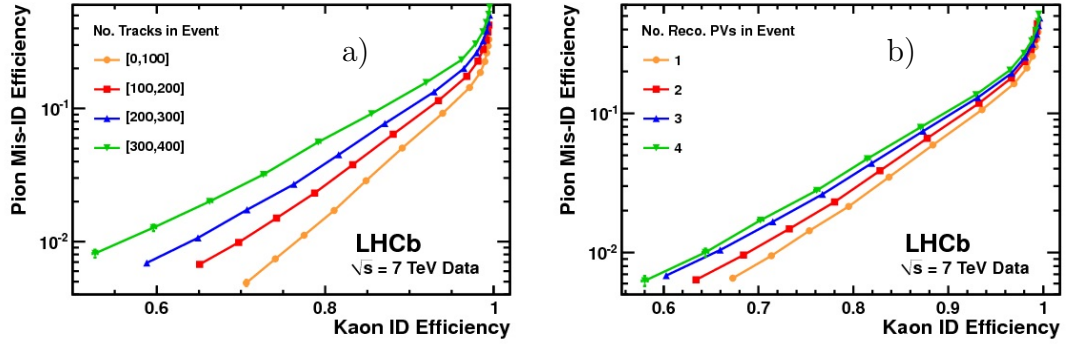 Pion Mis-ID Efficiency
No. Tracks in Event
[0,100]
[100,200]
[200,300]
[300,400]
a)
10⁻¹
10⁻²
LHCb
√s = 7 TeV Data
0.6 0.8 1
Kaon ID Efficiency
Pion Mis-ID Efficiency
No. Reco. PVs in Event
1
2
3
4
b)
10⁻¹
10⁻²
LHCb
√s = 7 TeV Data
0.6 0.7 0.8 0.9 1
Kaon ID Efficiency